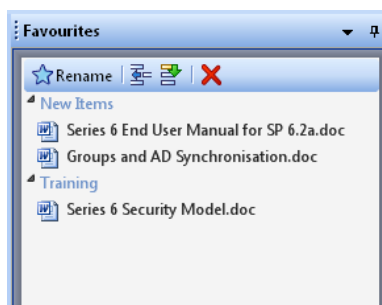 Favourites
Rename
New Items
Series 6 End User Manual for SP 6.2a.doc
Groups and AD Synchronisation.doc
Training
Series 6 Security Model.doc